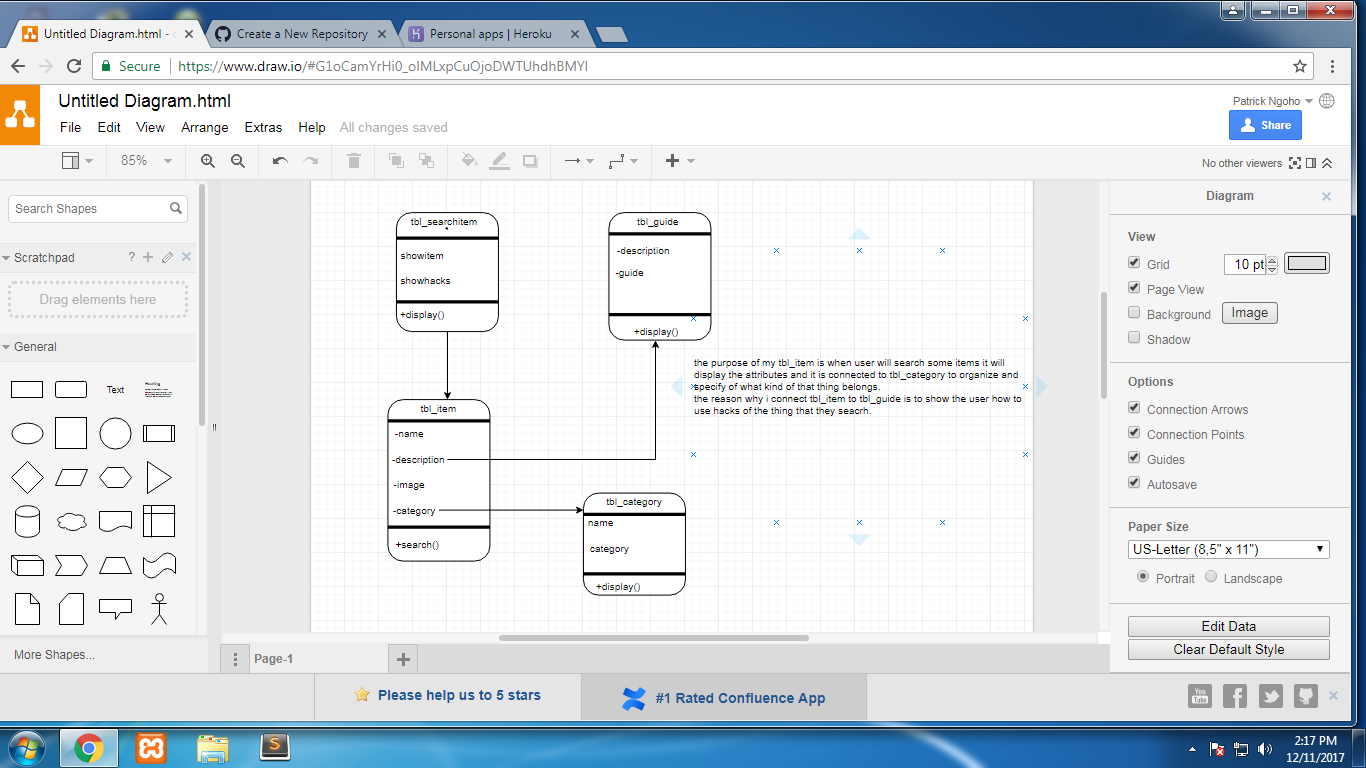 Untitled Diagram.html -
Create a New Repository
Personal apps | Heroku
Secure
https://www.draw.io/#G1oCamYrHi0_oIMLxpCuOjoDWTUhdhBMYI
Untitled Diagram.html
Patrick Ngoho
File Edit View Arrange Extras Help All changes saved
Share
85%
No other viewers
Search Shapes
Scratchpad
?
Drag elements here
General
Text
Heading
More Shapes...
tbl_searchitem
showitem
showhacks
+display()
tbl_guide
-description
-guide
+display()
the purpose of my tbl_item is when user will search some items it will
display the attributes and it is connected to tbl_category to organize and
specify of what kind of that thing belongs.
the reason why i connect tbl_item to tbl_guide is to show the user how to
use hacks of the thing that they seacrh.
tbl_item
-name
-description
-image
-category
+search()
tbl_category
name
category
+display()
Diagram
View
Grid
10 pt
Page View
Background
Image
Shadow
Options
Connection Arrows
Connection Points
Guides
Autosave
Paper Size
US-Letter (8,5" x 11")
Portrait
Landscape
Edit Data
Clear Default Style
Page-1
Please help us to 5 stars
#1 Rated Confluence App
You
Tube
2:17 PM
12/11/2017